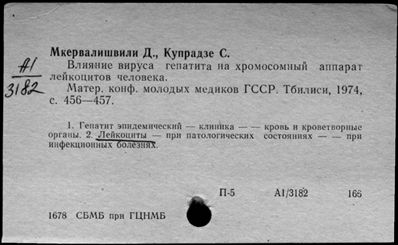 Мкервалишвили Д., Купрадзе С.
А1
3182
Влияние вируса гепатита на хромосомный аппарат
лейкоцитов человека.
Матер. конф. молодых медиков ГССР. Тбилиси, 1974,
с. 456—457.
1. Гепатит эпидемический — клиника — — кровь и кроветворные
органы. 2. Лейкоциты — при патологических состояниях — — при
инфекционных болезнях.
П-5 А1/3182 166
1678 СБМБ при ГЦНМБ